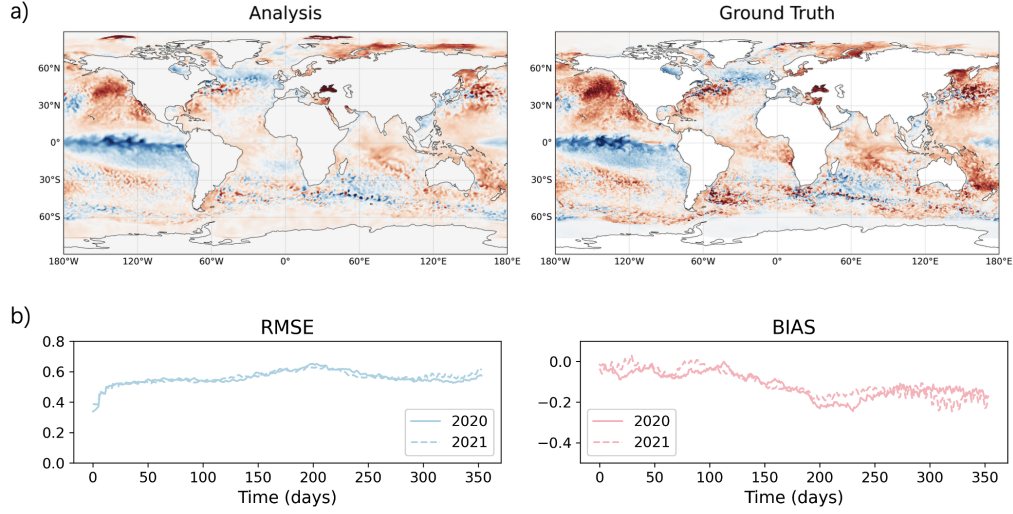 a)
Analysis
Ground Truth
60°N
30°N
0°
30°S
60°S
180°W 120°W 60°W 0° 60°E 120°E 180°E
60°N
30°N
0°
30°S
60°S
180°W 120°W 60°W 0° 60°E 120°E 180°E
b)
RMSE
0.8
0.6
0.4
0.2
0.0
2020
2021
0 50 100 150 200 250 300 350
Time (days)
BIAS
0.0
−0.2
−0.4
2020
2021
0 50 100 150 200 250 300 350
Time (days)